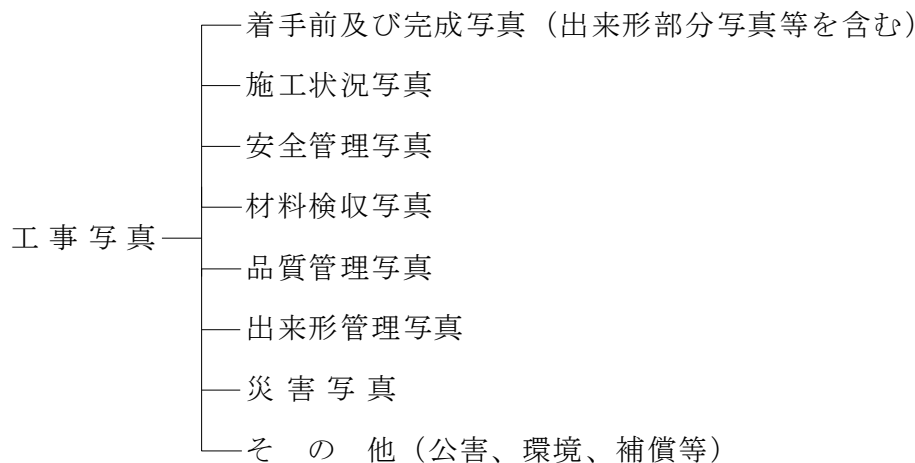 着手前及び完成写真（出来形部分写真等を含む）
施工状況写真
安全管理写真
材料検収写真
工事写真
品質管理写真
出来形管理写真
災害写真
その他（公害、環境、補償等）